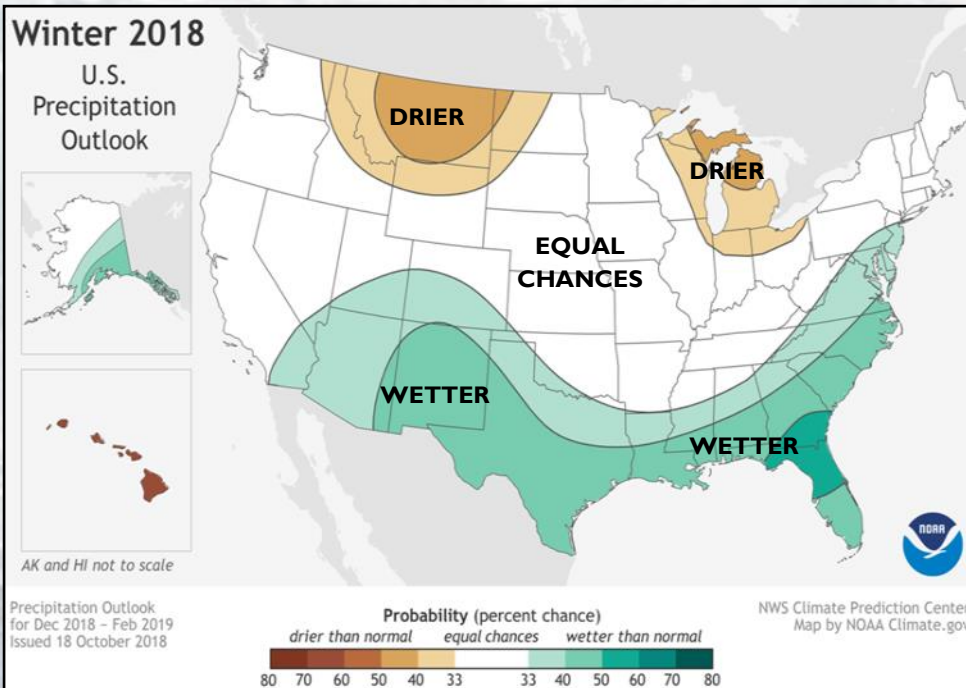 Winter 2018
U.S.
Precipitation
Outlook
DRIER
DRIER
EQUAL
CHANCES
WETTER
WETTER
AK and HI not to scale
NOAA
Precipitation Outlook
for Dec 2018 – Feb 2019
Issued 18 October 2018
Probability (percent chance)
drier than normal equal chances wetter than normal
80 70 60 50 40 33 33 40 50 60 70 80
NWS Climate Prediction Center
Map by NOAA Climate.gov